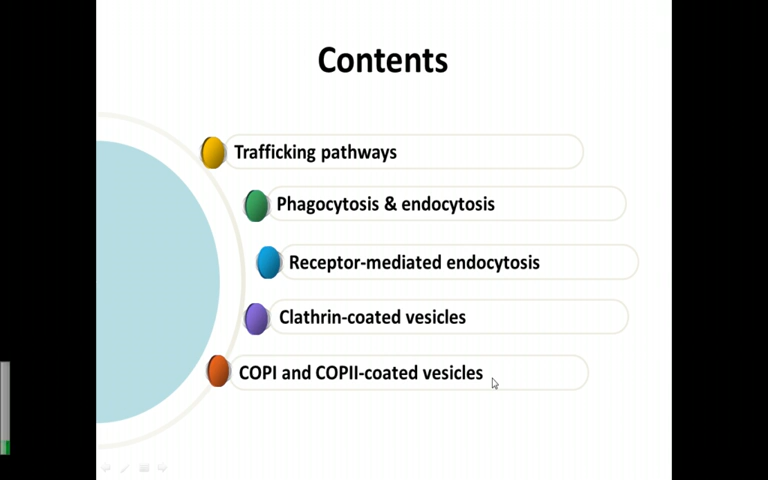 Contents
Trafficking pathways
Phagocytosis & endocytosis
Receptor-mediated endocytosis
Clathrin-coated vesicles
COPI and COPII-coated vesicles